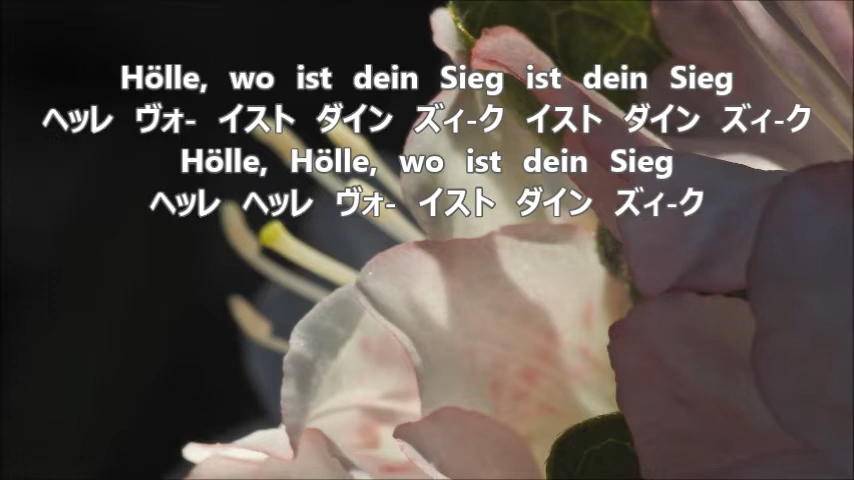 Hölle, wo ist dein Sieg ist dein Sieg
ヘッレ ヴォ- イスト ダイン ズィ-ク イスト ダイン ズィ-ク
Hölle, Hölle, wo ist dein Sieg
ヘッレ ヘッレ ヴォ- イスト ダイン ズィ-ク